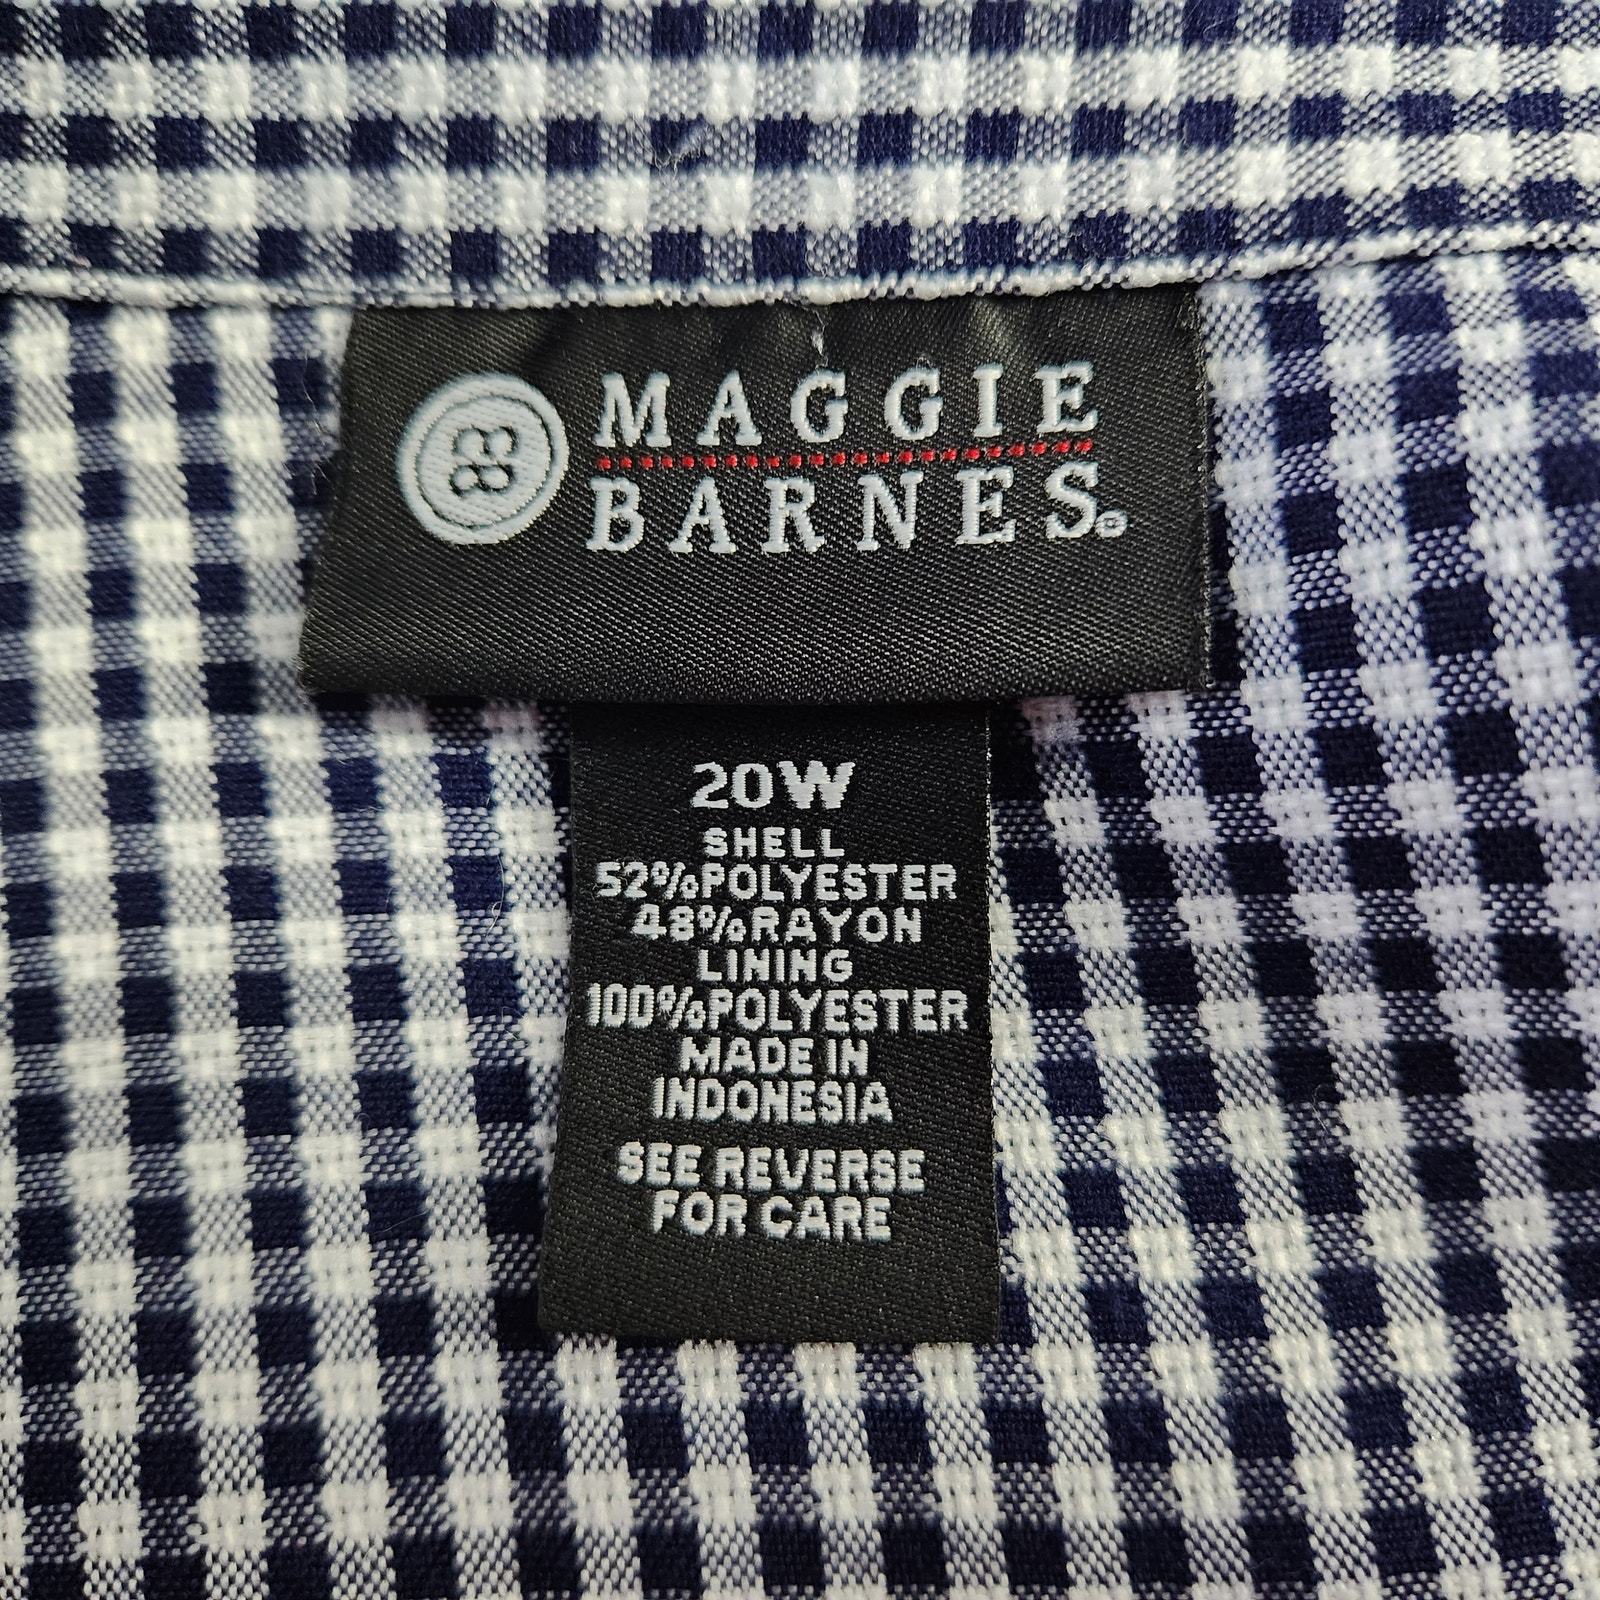 MAGGIE
BARNES®
20W
SHELL
52%POLYESTER
48%RAYON
LINING
100%POLYESTER
MADE IN
INDONESIA
SEE REVERSE
FOR CARE